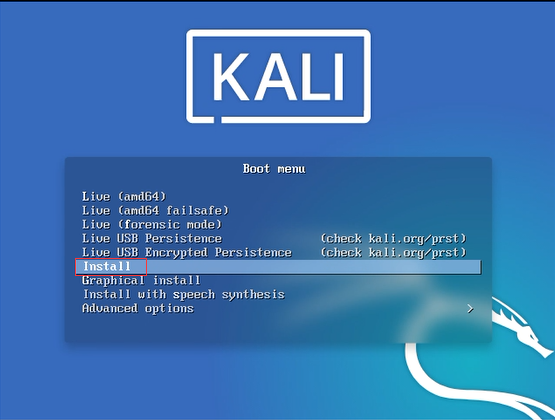 KALI
Boot menu
Live (amd64)
Live (amd64 failsafe)
Live (forensic mode)
Live USB Persistence (check kali.org/prst)
Live USB Encrypted Persistence (check kali.org/prst)
Install
Graphical install
Install with speech synthesis
Advanced options >